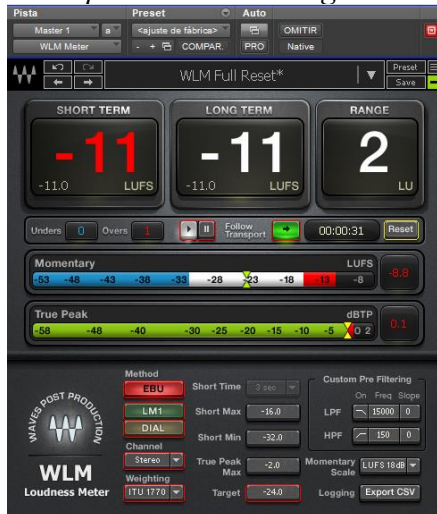 Pista Preset Auto
Master 1 a <ajuste de fábrica> OMITIR
WLM Meter - + COMPAR. PRO Native
WLM Full Reset* Preset
Save
SHORT TERM LONG TERM RANGE
-11 -11 2
-11.0 LUFS -11.0 LUFS LU
Unders 0 Overs 1 Follow Transport 00:00:31 Reset
Momentary LUFS
-53 -48 -43 -38 -33 -28 -23 -18 -13 -8 -8.8
True Peak dBTP
-58 -48 -40 -30 -25 -20 -15 -10 -5 0 2 0.1
Method Custom Pre Filtering
EBU Short Time 3 sec On Freq Slope
LM1 Short Max -16.0 LPF 15000 0
DIAL Short Min -32.0 HPF 150 0
WAVES POST PRODUCTION
Channel
Stereo True Peak Max -2.0 Momentary Scale LUFS 18dB
WLM Weighting
Loudness Meter ITU 1770 Target -24.0 Logging Export CSV